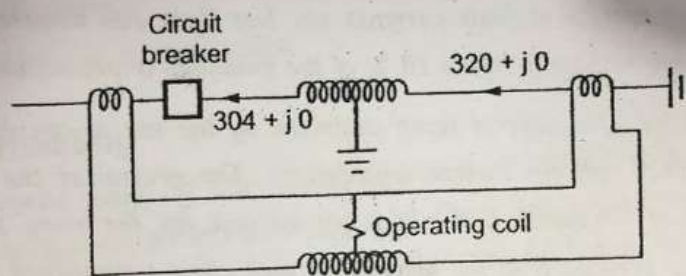 Circuit
breaker
320 + j 0
304 + j 0
Operating coil